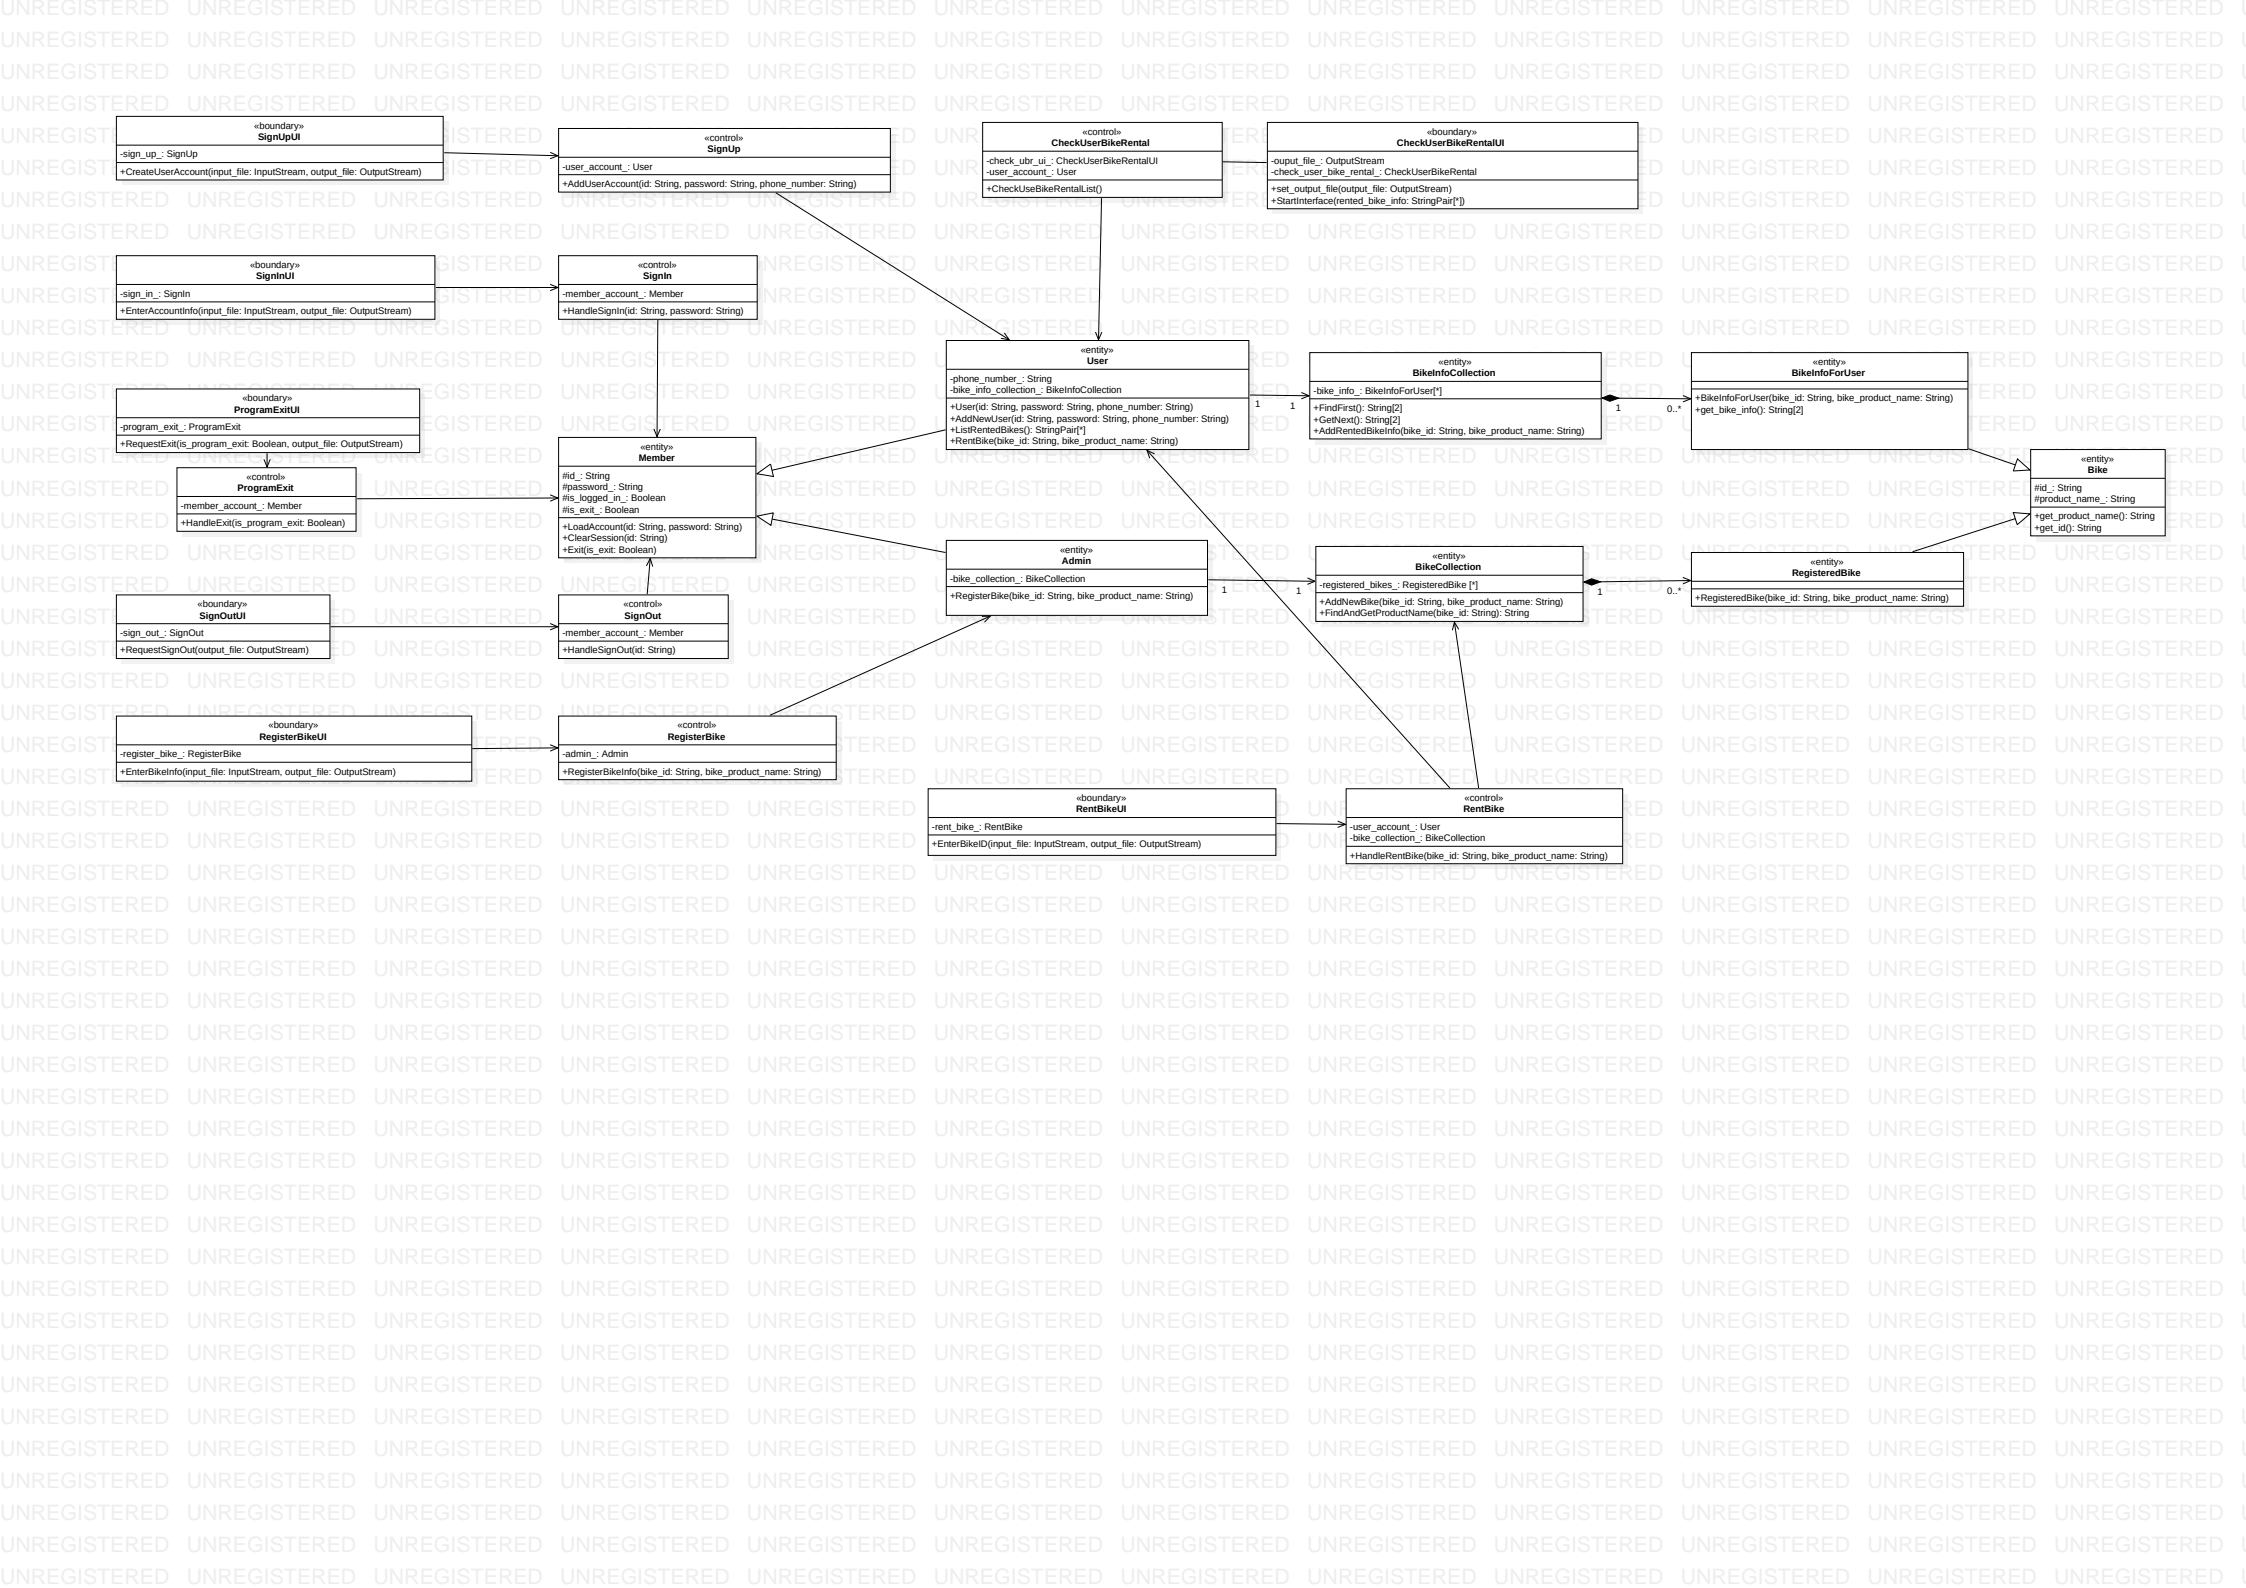 «boundary»
SignUpUI
-sign_up_: SignUp
+CreateUserAccount(input_file: InputStream, output_file: OutputStream)
«control»
SignUp
-user_account_: User
+AddUserAccount(id: String, password: String, phone_number: String)
«control»
CheckUserBikeRental
-check_ubr_ui_: CheckUserBikeRentalUI
-user_account_: User
+CheckUseBikeRentalList()
«boundary»
CheckUserBikeRentalUI
-ouput_file_: OutputStream
-check_user_bike_rental_: CheckUserBikeRental
+set_output_file(output_file: OutputStream)
+StartInterface(rented_bike_info: StringPair[*])
«boundary»
SignInUI
-sign_in_: SignIn
+EnterAccountInfo(input_file: InputStream, output_file: OutputStream)
«control»
SignIn
-member_account_: Member
+HandleSignIn(id: String, password: String)
«entity»
User
-phone_number_: String
-bike_info_collection_: BikeInfoCollection
+User(id: String, password: String, phone_number: String)
+AddNewUser(id: String, password: String, phone_number: String)
+ListRentedBikes(): StringPair[*]
+RentBike(bike_id: String, bike_product_name: String)
1
1
«entity»
BikeInfoCollection
-bike_info_: BikeInfoForUser[*]
+FindFirst(): String[2]
+GetNext(): String[2]
+AddRentedBikeInfo(bike_id: String, bike_product_name: String)
1
0..*
«entity»
BikeInfoForUser
+BikeInfoForUser(bike_id: String, bike_product_name: String)
+get_bike_info(): String[2]
«boundary»
ProgramExitUI
-program_exit_: ProgramExit
+RequestExit(is_program_exit: Boolean, output_file: OutputStream)
«control»
ProgramExit
-member_account_: Member
+HandleExit(is_program_exit: Boolean)
«entity»
Member
#id_: String
#password_: String
#is_logged_in_: Boolean
#is_exit_: Boolean
+LoadAccount(id: String, password: String)
+ClearSession(id: String)
+Exit(is_exit: Boolean)
«entity»
Bike
#id_: String
#product_name_: String
+get_product_name(): String
+get_id(): String
«entity»
Admin
-bike_collection_: BikeCollection
+RegisterBike(bike_id: String, bike_product_name: String)
1
1
«entity»
BikeCollection
-registered_bikes_: RegisteredBike [*]
+AddNewBike(bike_id: String, bike_product_name: String)
+FindAndGetProductName(bike_id: String): String
1
0..*
«entity»
RegisteredBike
+RegisteredBike(bike_id: String, bike_product_name: String)
«boundary»
SignOutUI
-sign_out_: SignOut
+RequestSignOut(output_file: OutputStream)
«control»
SignOut
-member_account_: Member
+HandleSignOut(id: String)
«boundary»
RegisterBikeUI
-register_bike_: RegisterBike
+EnterBikeInfo(input_file: InputStream, output_file: OutputStream)
«control»
RegisterBike
-admin_: Admin
+RegisterBikeInfo(bike_id: String, bike_product_name: String)
«boundary»
RentBikeUI
-rent_bike_: RentBike
+EnterBikeID(input_file: InputStream, output_file: OutputStream)
«control»
RentBike
-user_account_: User
-bike_collection_: BikeCollection
+HandleRentBike(bike_id: String, bike_product_name: String)
UNREGISTERED